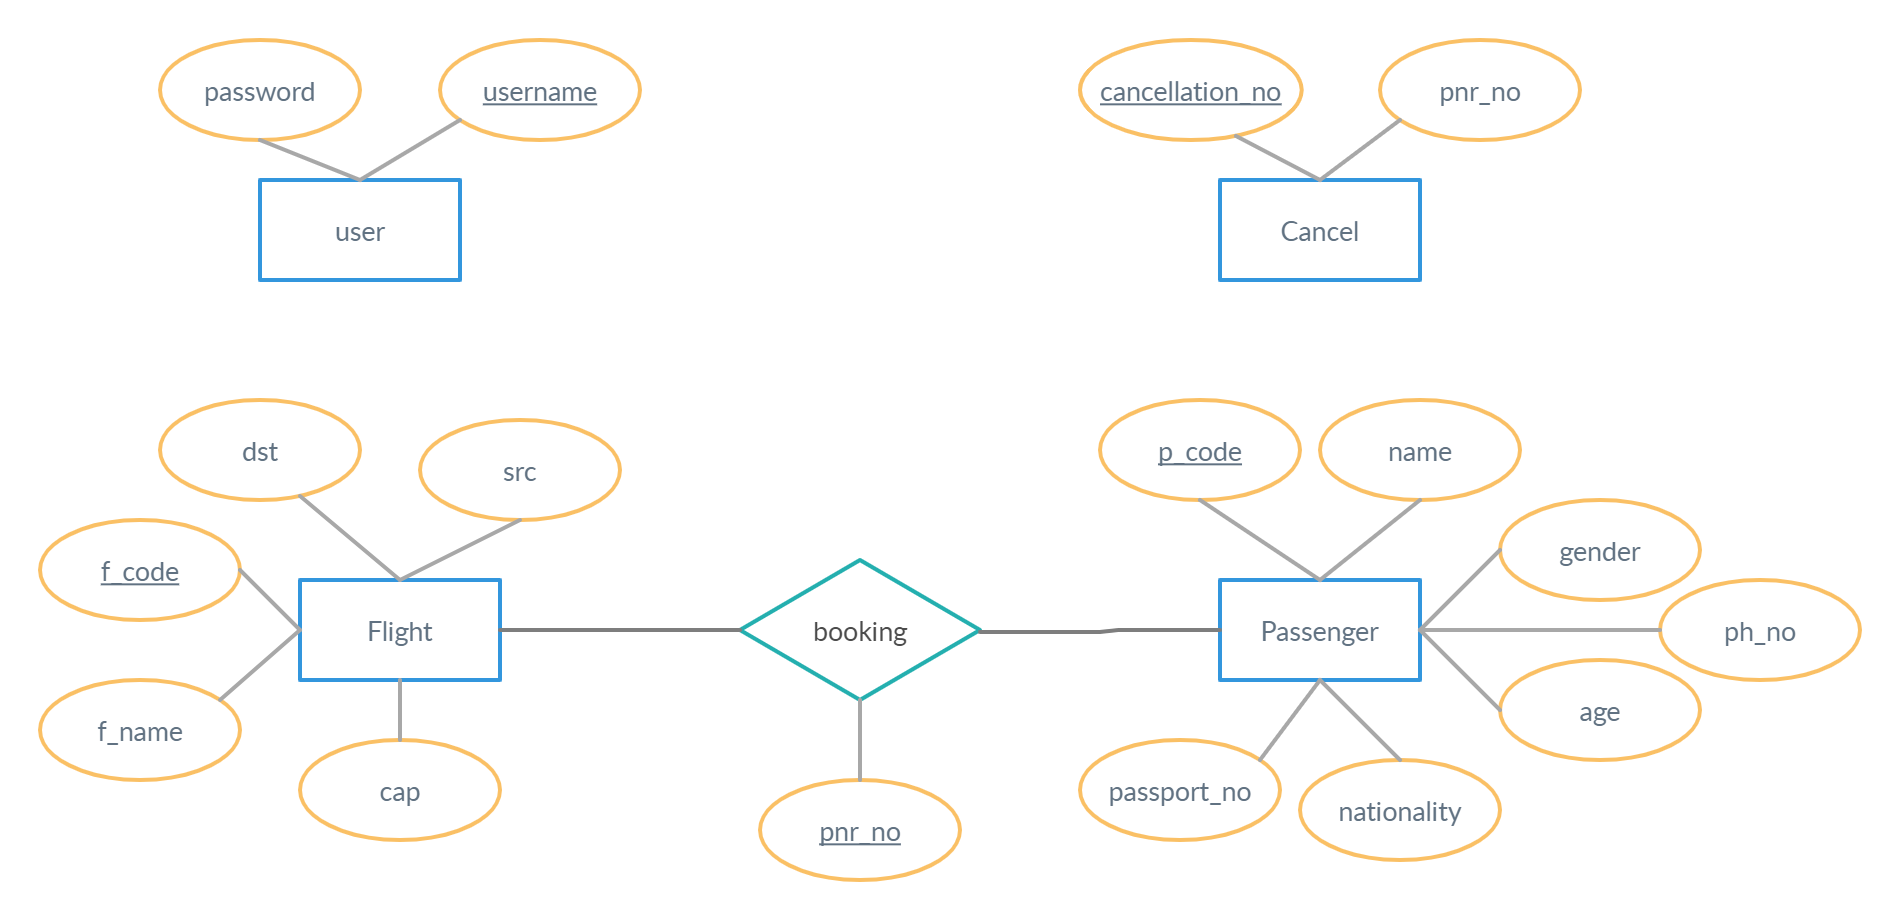 password
username
cancellation_no
pnr_no
user
Cancel
dst
src
p_code
name
f_code
gender
Flight
booking
Passenger
ph_no
f_name
age
cap
passport_no
nationality
pnr_no